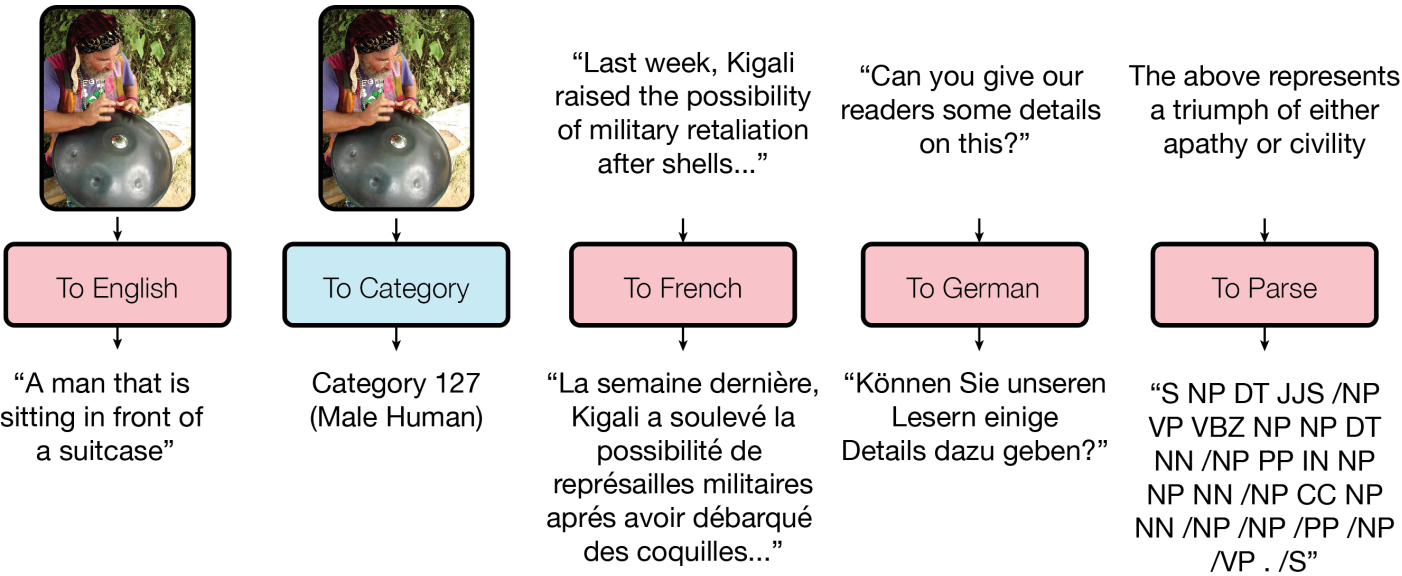 “Last week, Kigali
raised the possibility
of military retaliation
after shells...”
“Can you give our
readers some details
on this?”
The above represents
a triumph of either
apathy or civility
To English
To Category
To French
To German
To Parse
“A man that is
sitting in front of
a suitcase”
Category 127
(Male Human)
“La semaine dernière,
Kigali a soulevé la
possibilité de
représailles militaires
aprés avoir débarqué
des coquilles...”
“Können Sie unseren
Lesern einige
Details dazu geben?”
“S NP DT JJS /NP
VP VBZ NP NP DT
NN /NP PP IN NP
NP NN /NP CC NP
NN /NP /NP /PP /NP
/VP . /S”